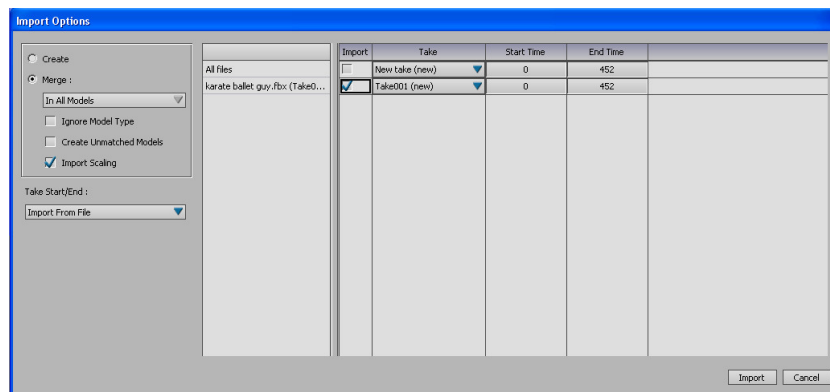 Import Options
Create
Merge :
In All Models
Ignore Model Type
Create Unmatched Models
Import Scaling
Take Start/End :
Import From File
All files
karate ballet guy.fbx (Take0...
Import Take Start Time End Time
New take (new) 0 452
Take001 (new) 0 452
Import Cancel